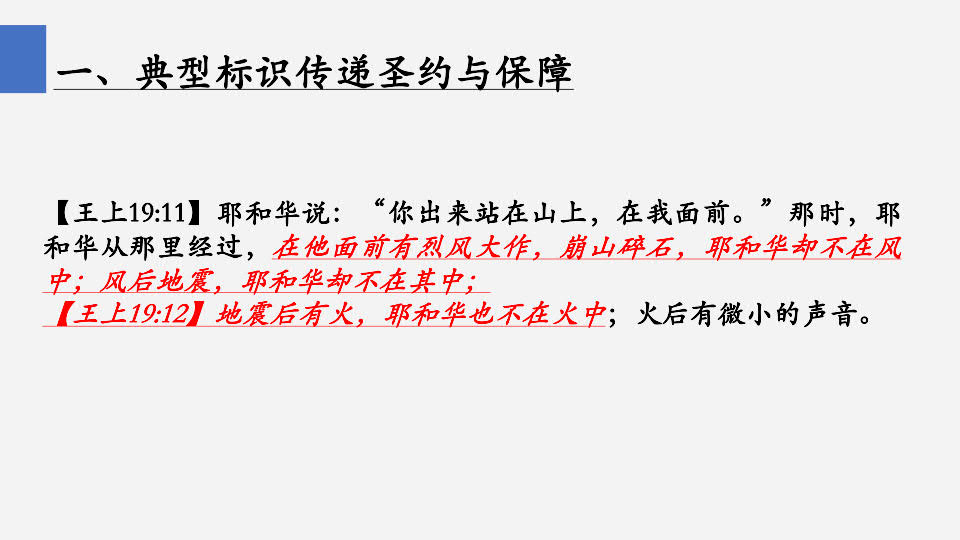 一、典型标识传递圣约与保障
【王上19:11】耶和华说：“你出来站在山上，在我面前。”那时，耶
和华从那里经过，在他面前有烈风大作，崩山碎石，耶和华却不在风
中；风后地震，耶和华却不在其中；
【王上19:12】地震后有火，耶和华也不在火中；火后有微小的声音。